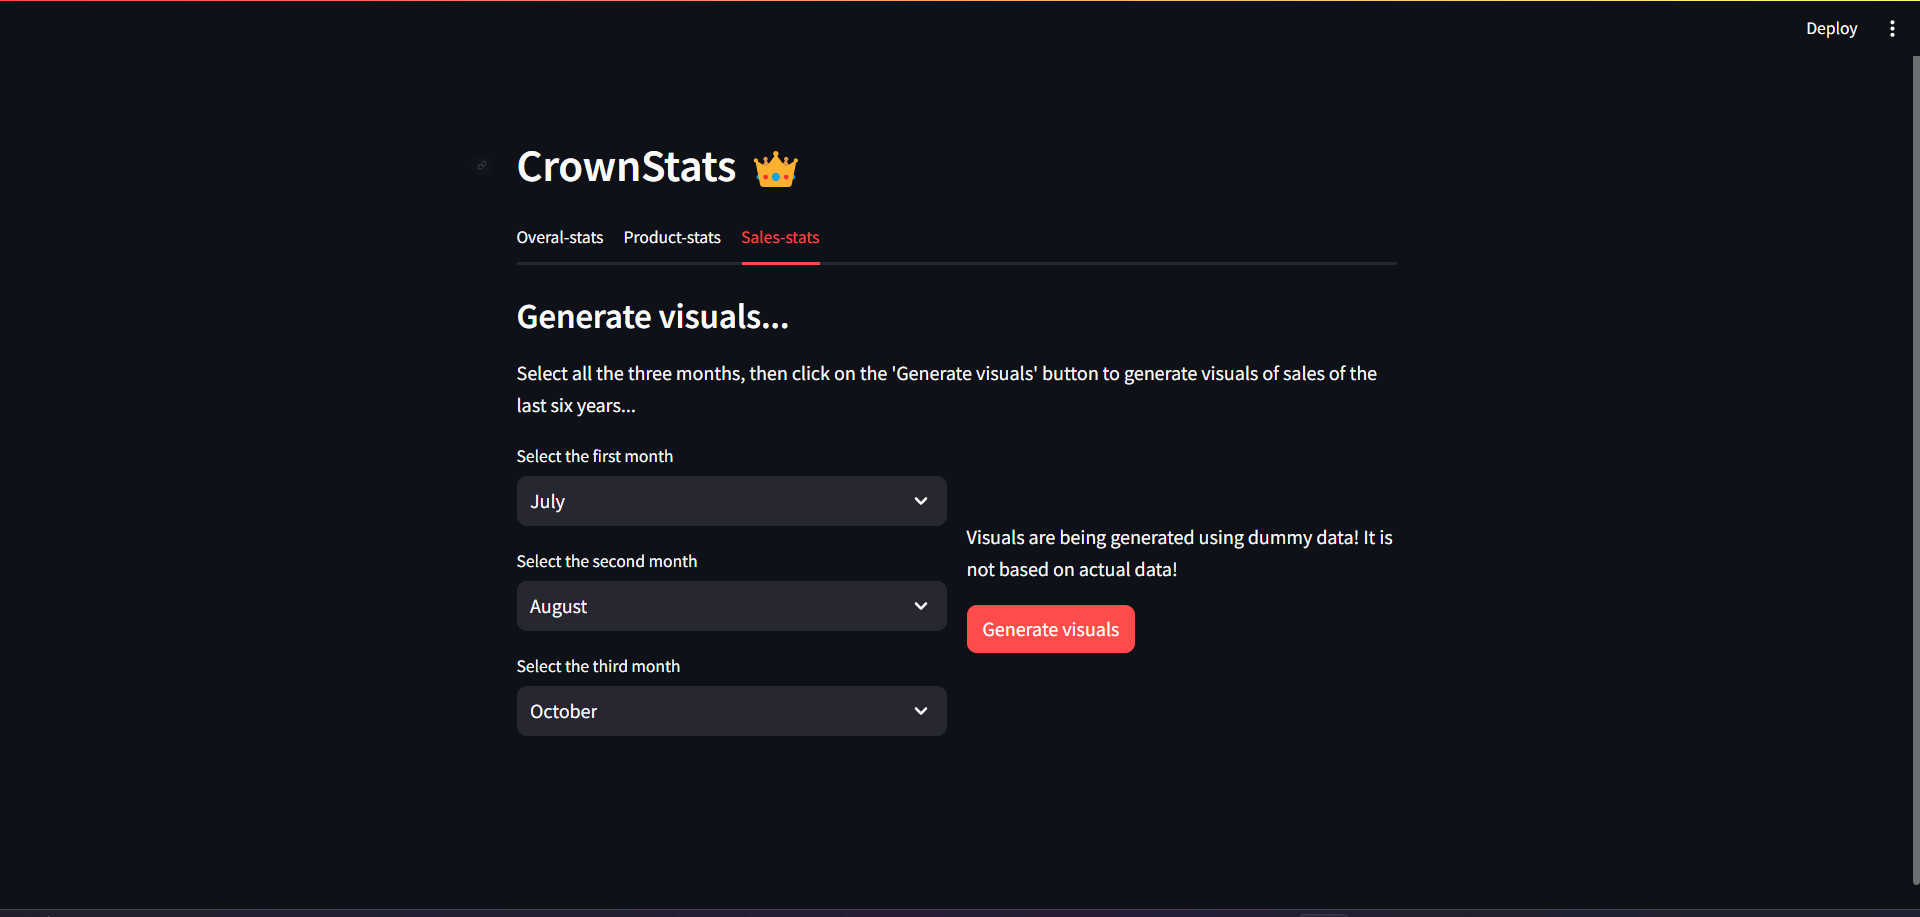 Deploy
CrownStats
Overal-stats Product-stats Sales-stats
Generate visuals...
Select all the three months, then click on the 'Generate visuals' button to generate visuals of sales of the
last six years...
Select the first month
July
Select the second month
August
Select the third month
October
Visuals are being generated using dummy data! It is
not based on actual data!
Generate visuals